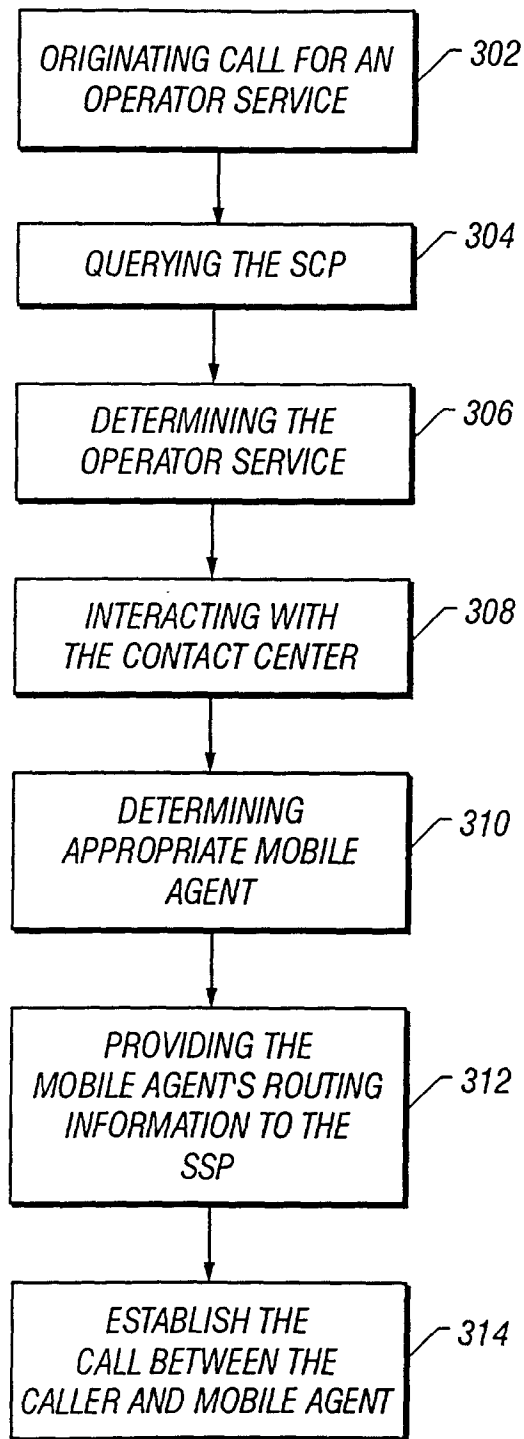 ORIGINATING CALL FOR AN
OPERATOR SERVICE
302
QUERYING THE SCP
304
DETERMINING THE
OPERATOR SERVICE
306
INTERACTING WITH
THE CONTACT CENTER
308
DETERMINING
APPROPRIATE MOBILE
AGENT
310
PROVIDING THE
MOBILE AGENT'S ROUTING
INFORMATION TO THE
SSP
312
ESTABLISH THE
CALL BETWEEN THE
CALLER AND MOBILE AGENT
314